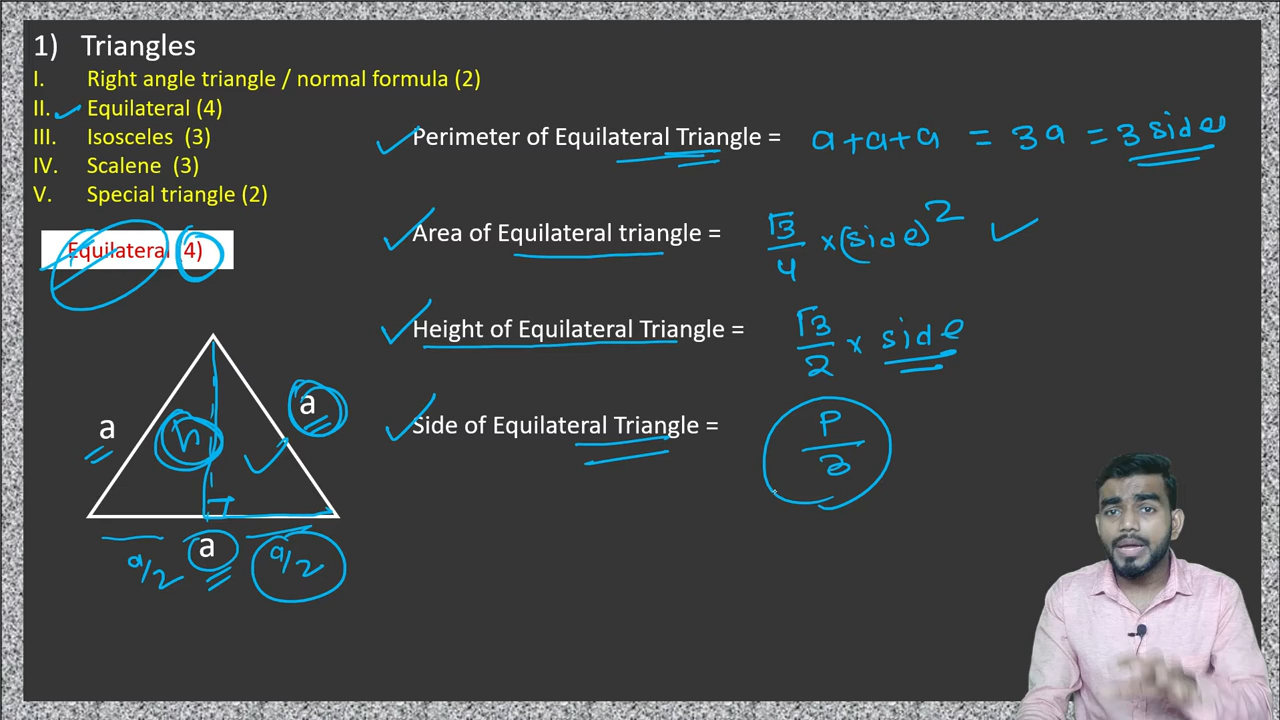 1) Triangles
I. Right angle triangle / normal formula (2)
II. Equilateral (4)
III. Isosceles (3)
IV. Scalene (3)
V. Special triangle (2)
Equilateral (4)
Perimeter of Equilateral Triangle = a+a+a = 3a = 3 side
Area of Equilateral triangle = √3/4 × (side)²
Height of Equilateral Triangle = √3/2 × side
Side of Equilateral Triangle = P/3
a
h
a
a/2
a
a/2